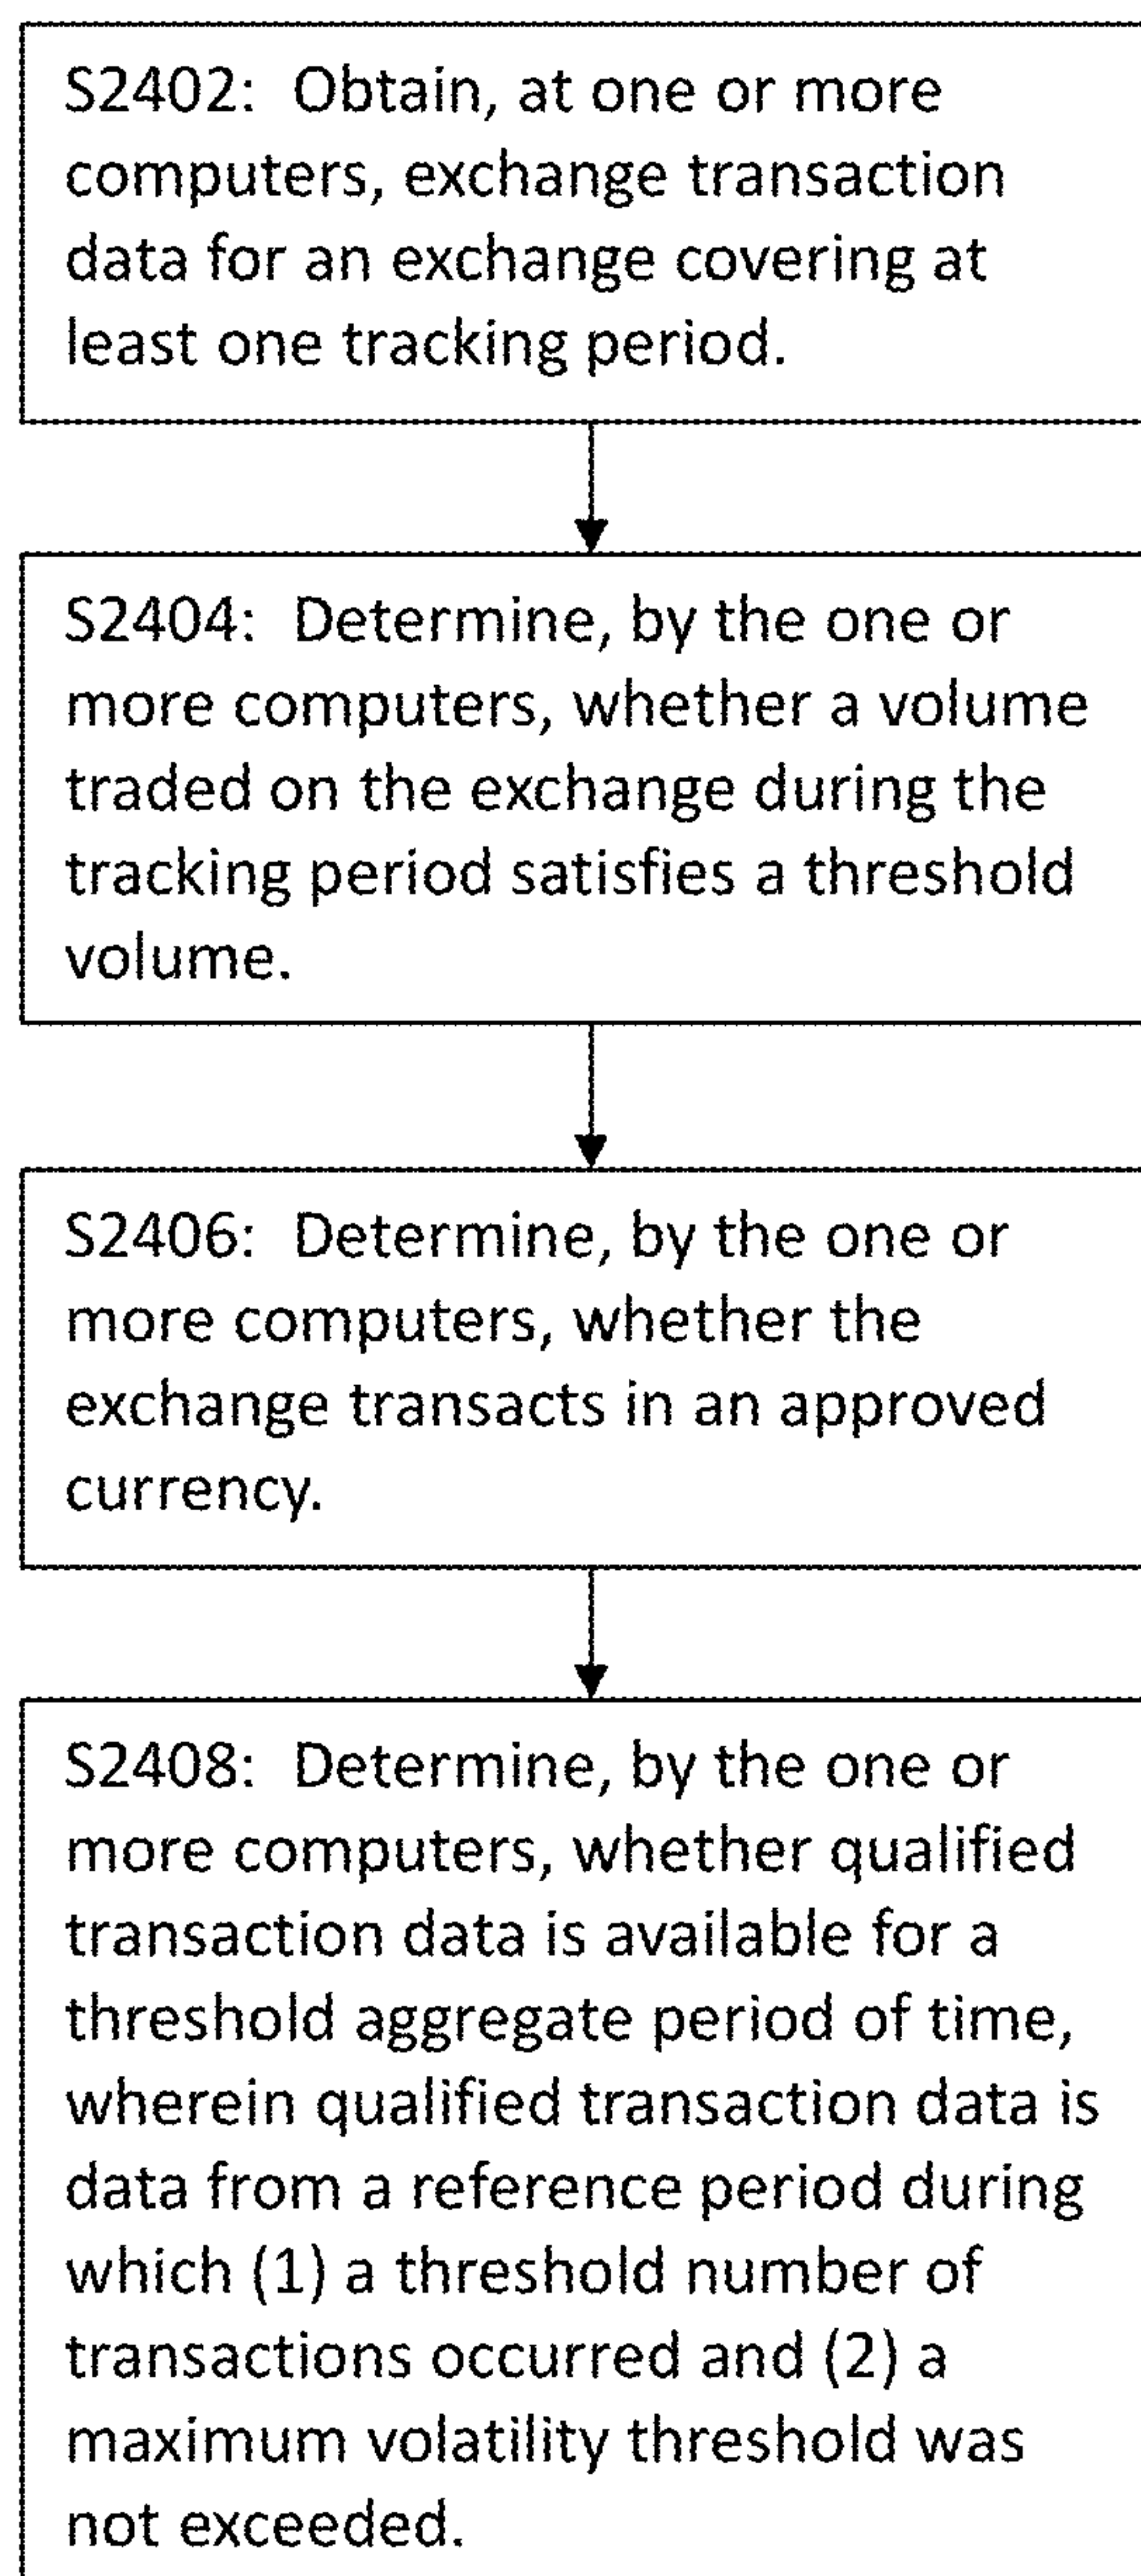 S2402: Obtain, at one or more
computers, exchange transaction
data for an exchange covering at
least one tracking period.
S2404: Determine, by the one or
more computers, whether a volume
traded on the exchange during the
tracking period satisfies a threshold
volume.
S2406: Determine, by the one or
more computers, whether the
exchange transacts in an approved
currency.
S2408: Determine, by the one or
more computers, whether qualified
transaction data is available for a
threshold aggregate period of time,
wherein qualified transaction data is
data from a reference period during
which (1) a threshold number of
transactions occurred and (2) a
maximum volatility threshold was
not exceeded.